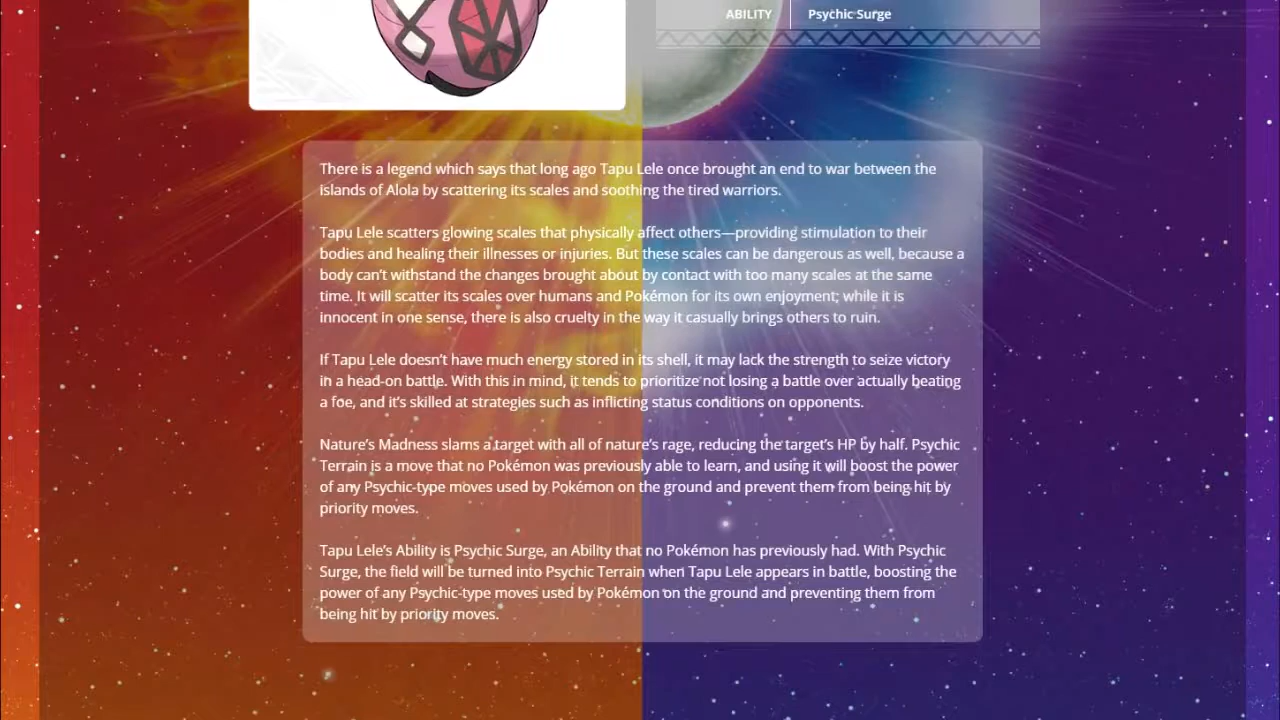 ABILITY Psychic Surge
There is a legend which says that long ago Tapu Lele once brought an end to war between the
islands of Alola by scattering its scales and soothing the tired warriors.
Tapu Lele scatters glowing scales that physically affect others—providing stimulation to their
bodies and healing their illnesses or injuries. But these scales can be dangerous as well, because a
body can't withstand the changes brought about by contact with too many scales at the same
time. It will scatter its scales over humans and Pokémon for its own enjoyment; while it is
innocent in one sense, there is also cruelty in the way it casually brings others to ruin.
If Tapu Lele doesn't have much energy stored in its shell, it may lack the strength to seize victory
in a head-on battle. With this in mind, it tends to prioritize not losing a battle over actually beating
a foe, and it's skilled at strategies such as inflicting status conditions on opponents.
Nature's Madness slams a target with all of nature's rage, reducing the target's HP by half. Psychic
Terrain is a move that no Pokémon was previously able to learn, and using it will boost the power
of any Psychic-type moves used by Pokémon on the ground and prevent them from being hit by
priority moves.
Tapu Lele's Ability is Psychic Surge, an Ability that no Pokémon has previously had. With Psychic
Surge, the field will be turned into Psychic Terrain when Tapu Lele appears in battle, boosting the
power of any Psychic-type moves used by Pokémon on the ground and preventing them from
being hit by priority moves.